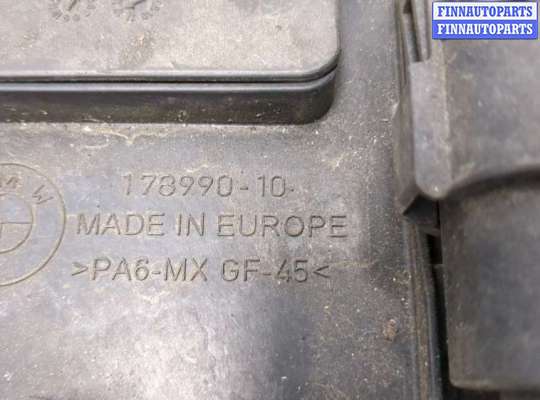 FINNAUTOPARTS
FINNAUTOPARTS
178990-10
MADE IN EUROPE
>PA6-MX GF-45<